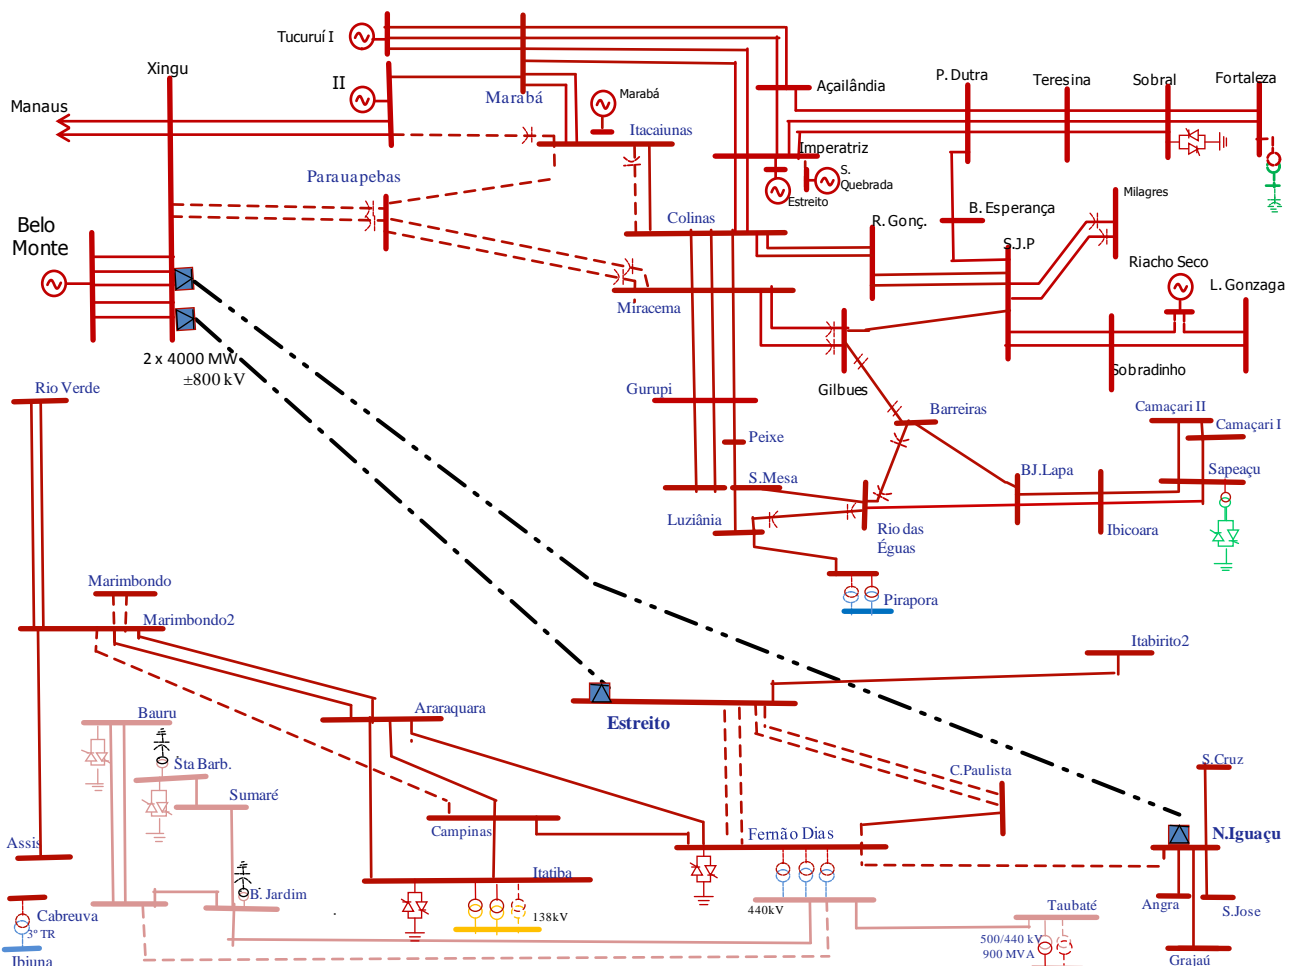 Tucuruí I
Xingu
II
Manaus
Marabá
Marabá
Itacaiunas
Açailândia
P. Dutra
Teresina
Sobral
Fortaleza
Imperatriz
S.
Quebrada
Estreito
Parauapebas
Belo
Monte
Colinas
R. Gonç.
B. Esperança
S.J.P
Milagres
Riacho Seco
L. Gonzaga
Miracema
2 x 4000 MW
±800 kV
Gilbues
Sobradinho
Rio Verde
Gurupi
Barreiras
Camaçari II
Camaçari I
Peixe
S.Mesa
BJ.Lapa
Sapeaçu
Luziânia
Rio das
Éguas
Ibicoara
Marimbondo
Pirapora
Marimbondo2
Itabirito2
Bauru
Araraquara
Estreito
Sta Barb.
C.Paulista
S.Cruz
Sumaré
Assis
Campinas
Fernão Dias
N.Iguaçu
Itatiba
B. Jardim
Cabreuva
3º TR
138kV
440kV
Taubaté
Angra
S.Jose
500/440 kV
900 MVA
Ibiuna
Grajaú